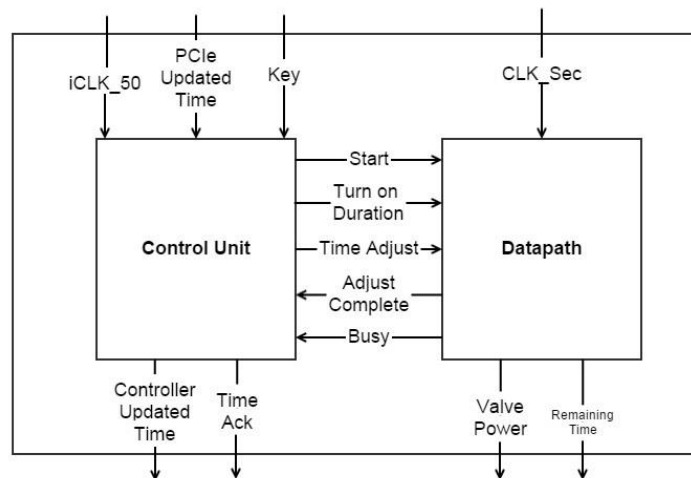 iCLK_50
PCIe
Updated
Time
Key
CLK_Sec
Start
Turn on
Duration
Control Unit
Time Adjust
Datapath
Adjust
Complete
Busy
Controller
Updated
Time
Time
Ack
Valve
Power
Remaining
Time